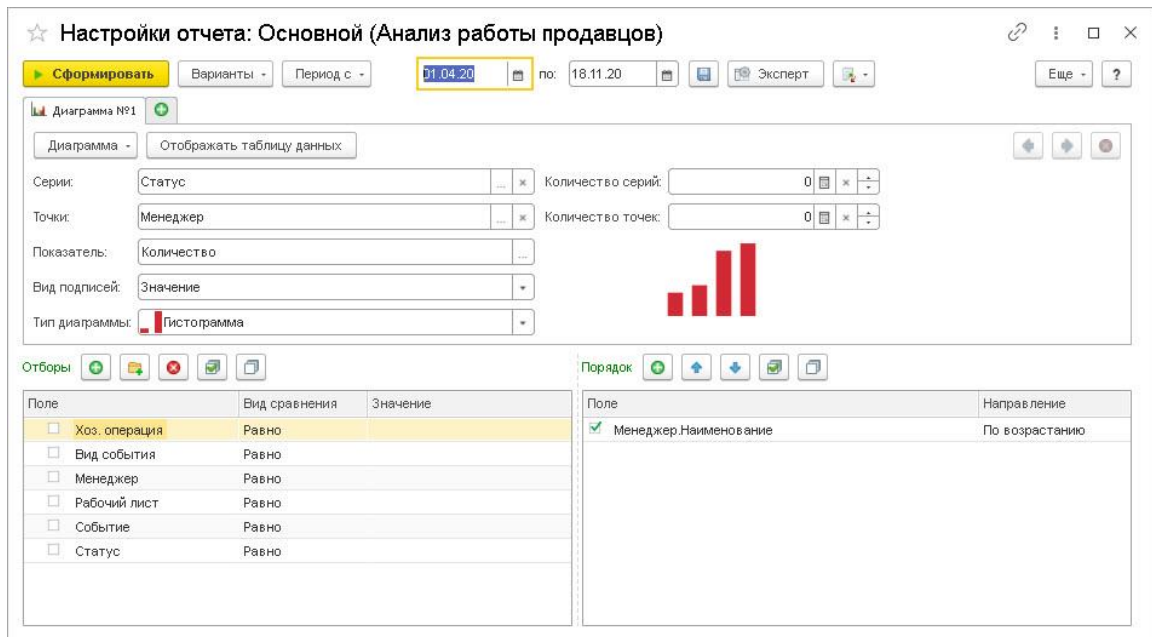 Настройки отчета: Основной (Анализ работы продавцов)
Сформировать Варианты Период с 01.04.20 по: 18.11.20 Эксперт Еще ?
Диаграмма №1
Диаграмма Отображать таблицу данных
Серии: Статус ... × Количество серий: 0 ×
Точки: Менеджер ... × Количество точек: 0 ×
Показатель: Количество ...
Вид подписей: Значение
Тип диаграммы: Гистограмма
Отборы Порядок
Поле Вид сравнения Значение Поле Направление
Хоз. операция Равно Менеджер.Наименование По возрастанию
Вид события Равно
Менеджер Равно
Рабочий лист Равно
Событие Равно
Статус Равно